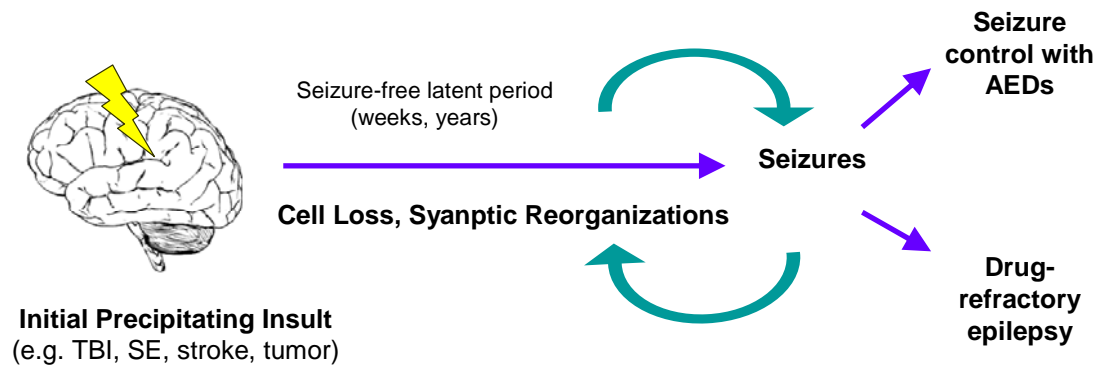 Seizure-free latent period
(weeks, years)
Cell Loss, Syanptic Reorganizations
Initial Precipitating Insult
(e.g. TBI, SE, stroke, tumor)
Seizures
Seizure
control with
AEDs
Drug-
refractory
epilepsy